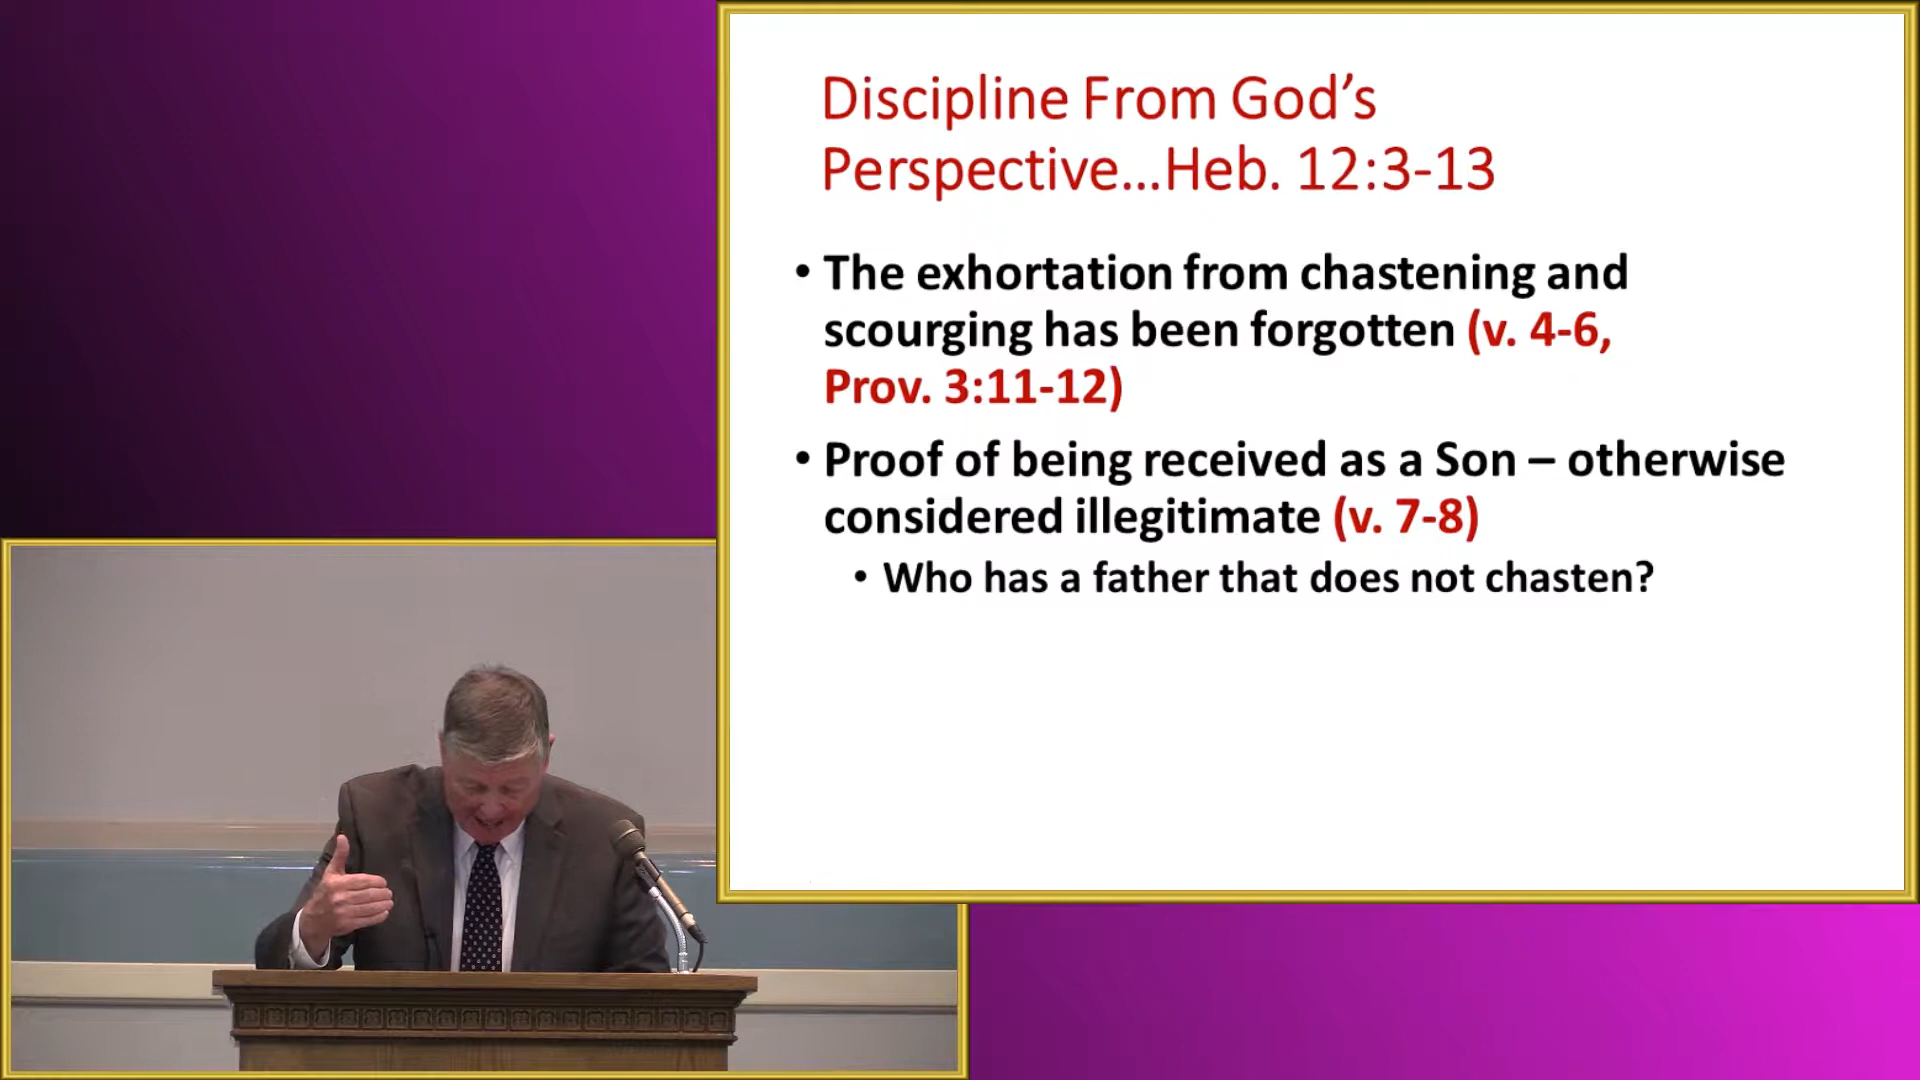 Discipline From God’s
Perspective…Heb. 12:3-13
• The exhortation from chastening and
scourging has been forgotten (v. 4-6,
Prov. 3:11-12)
• Proof of being received as a Son – otherwise
considered illegitimate (v. 7-8)
• Who has a father that does not chasten?